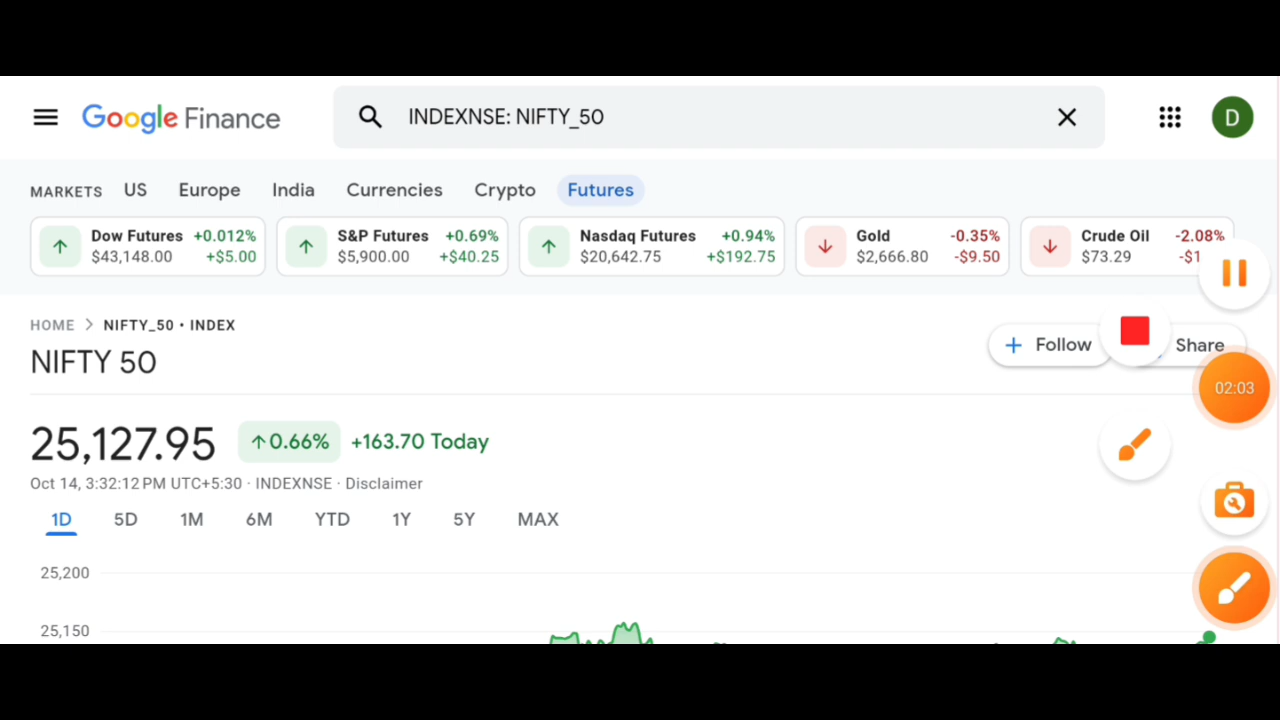 Google Finance
INDEXNSE: NIFTY_50
D
MARKETS US Europe India Currencies Crypto Futures
Dow Futures +0.012%
$43,148.00 +$5.00
S&P Futures +0.69%
$5,900.00 +$40.25
Nasdaq Futures +0.94%
$20,642.75 +$192.75
Gold -0.35%
$2,666.80 -$9.50
Crude Oil -2.08%
$73.29
HOME NIFTY_50 • INDEX
NIFTY 50
+ Follow
Share
02:03
25,127.95 ↑0.66% +163.70 Today
Oct 14, 3:32:12 PM UTC+5:30 · INDEXNSE · Disclaimer
1D 5D 1M 6M YTD 1Y 5Y MAX
25,200
25,150